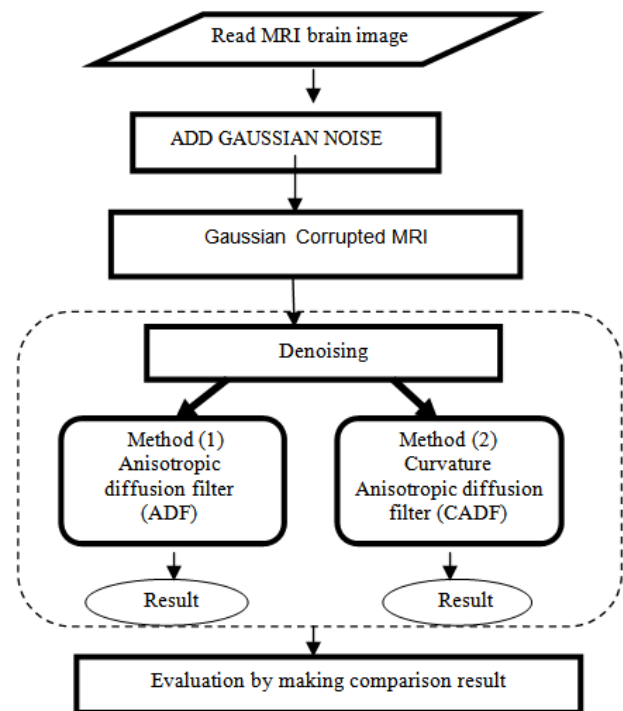 Read MRI brain image
ADD GAUSSIAN NOISE
Gaussian Corrupted MRI
Denoising
Method (1)
Anisotropic
diffusion filter
(ADF)
Method (2)
Curvature
Anisotropic diffusion
filter (CADF)
Result
Result
Evaluation by making comparison result